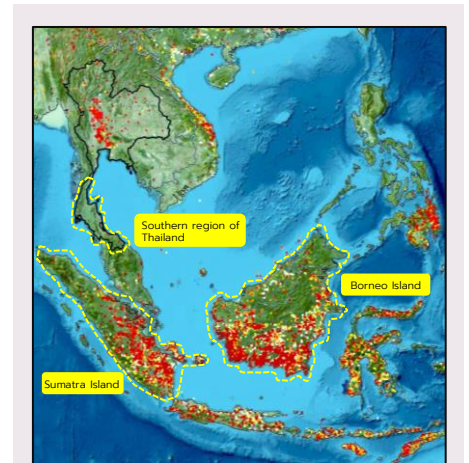 Southern region of
Thailand
Borneo Island
Sumatra Island